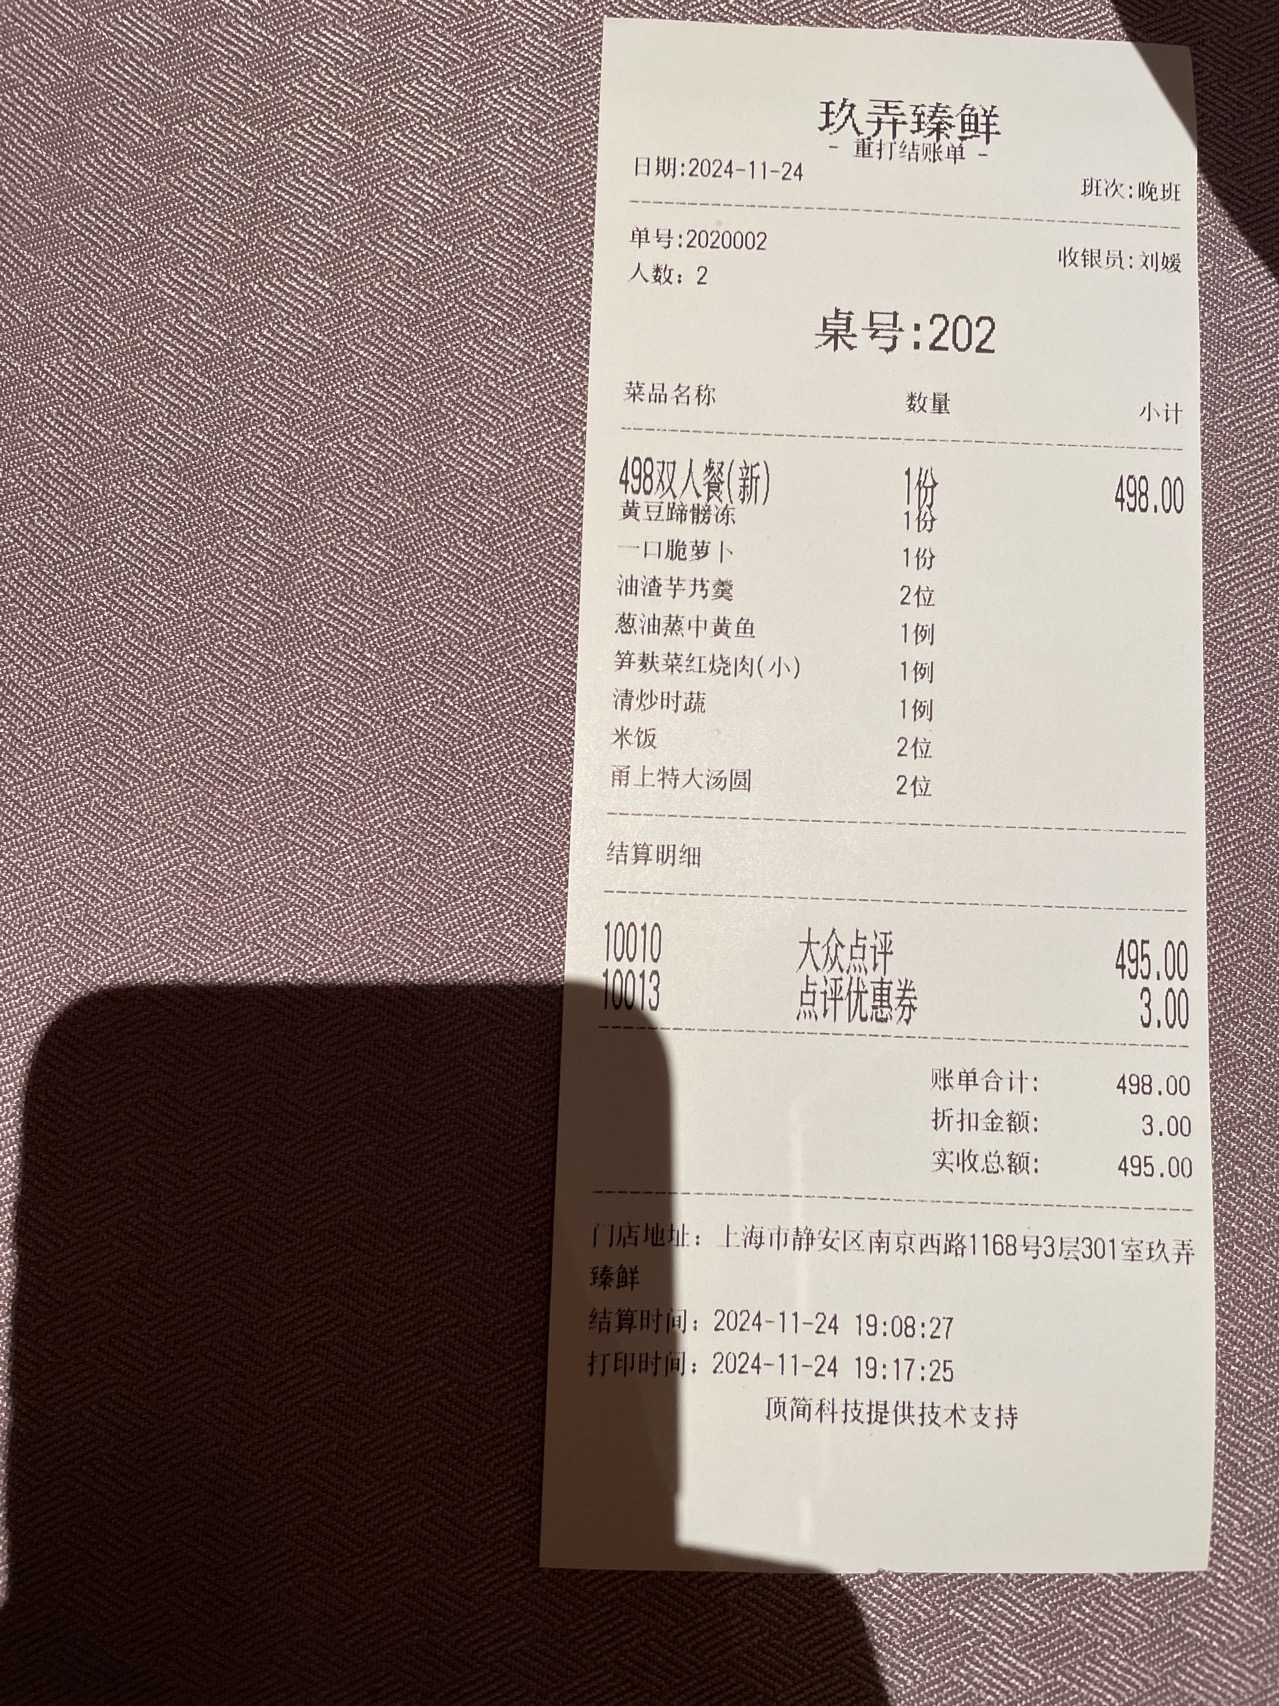 玖弄臻鲜
- 重打结账单 -
日期:2024-11-24 班次:晚班
单号:2020002 收银员:刘媛
人数: 2
桌号:202
菜品名称 数量 小计
498双人餐(新) 1份 498.00
黄豆蹄髈冻 1份
一口脆萝卜 1份
油渣芋艿羹 2位
葱油蒸中黄鱼 1例
笋麸菜红烧肉(小) 1例
清炒时蔬 1例
米饭 2位
甬上特大汤圆 2位
结算明细
10010 大众点评 495.00
10013 点评优惠券 3.00
账单合计: 498.00
折扣金额: 3.00
实收总额: 495.00
门店地址: 上海市静安区南京西路1168号3层301室玖弄
臻鲜
结算时间: 2024-11-24 19:08:27
打印时间: 2024-11-24 19:17:25
顶简科技提供技术支持